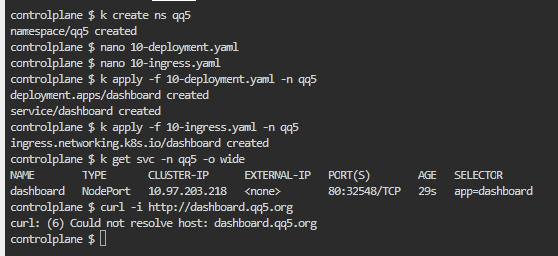 controlplane $ k create ns qq5
namespace/qq5 created
controlplane $ nano 10-deployment.yaml
controlplane $ nano 10-ingress.yaml
controlplane $ k apply -f 10-deployment.yaml -n qq5
deployment.apps/dashboard created
service/dashboard created
controlplane $ k apply -f 10-ingress.yaml -n qq5
ingress.networking.k8s.io/dashboard created
controlplane $ k get svc -n qq5 -o wide
NAME        TYPE       CLUSTER-IP      EXTERNAL-IP   PORT(S)        AGE   SELECTOR
dashboard   NodePort   10.97.203.218   <none>        80:32548/TCP   29s   app=dashboard
controlplane $ curl -i http://dashboard.qq5.org
curl: (6) Could not resolve host: dashboard.qq5.org
controlplane $